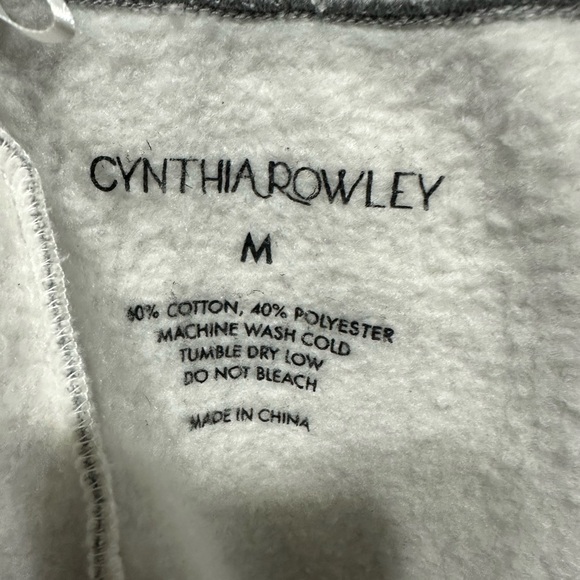 CYNTHIA ROWLEY
M
60% COTTON, 40% POLYESTER
MACHINE WASH COLD
TUMBLE DRY LOW
DO NOT BLEACH
MADE IN CHINA